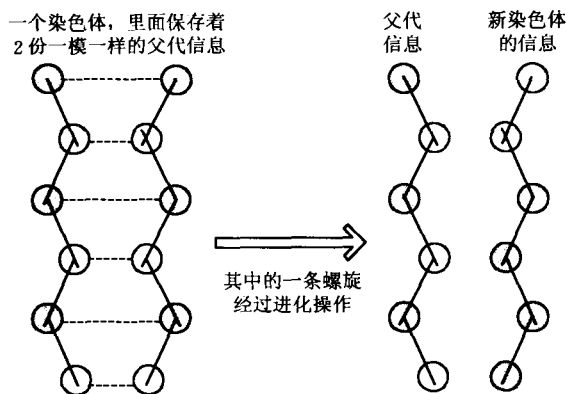 一个染色体，里面保存着
2份一模一样的父代信息
父代
信息
新染色体
的信息
其中的一条螺旋
经过进化操作